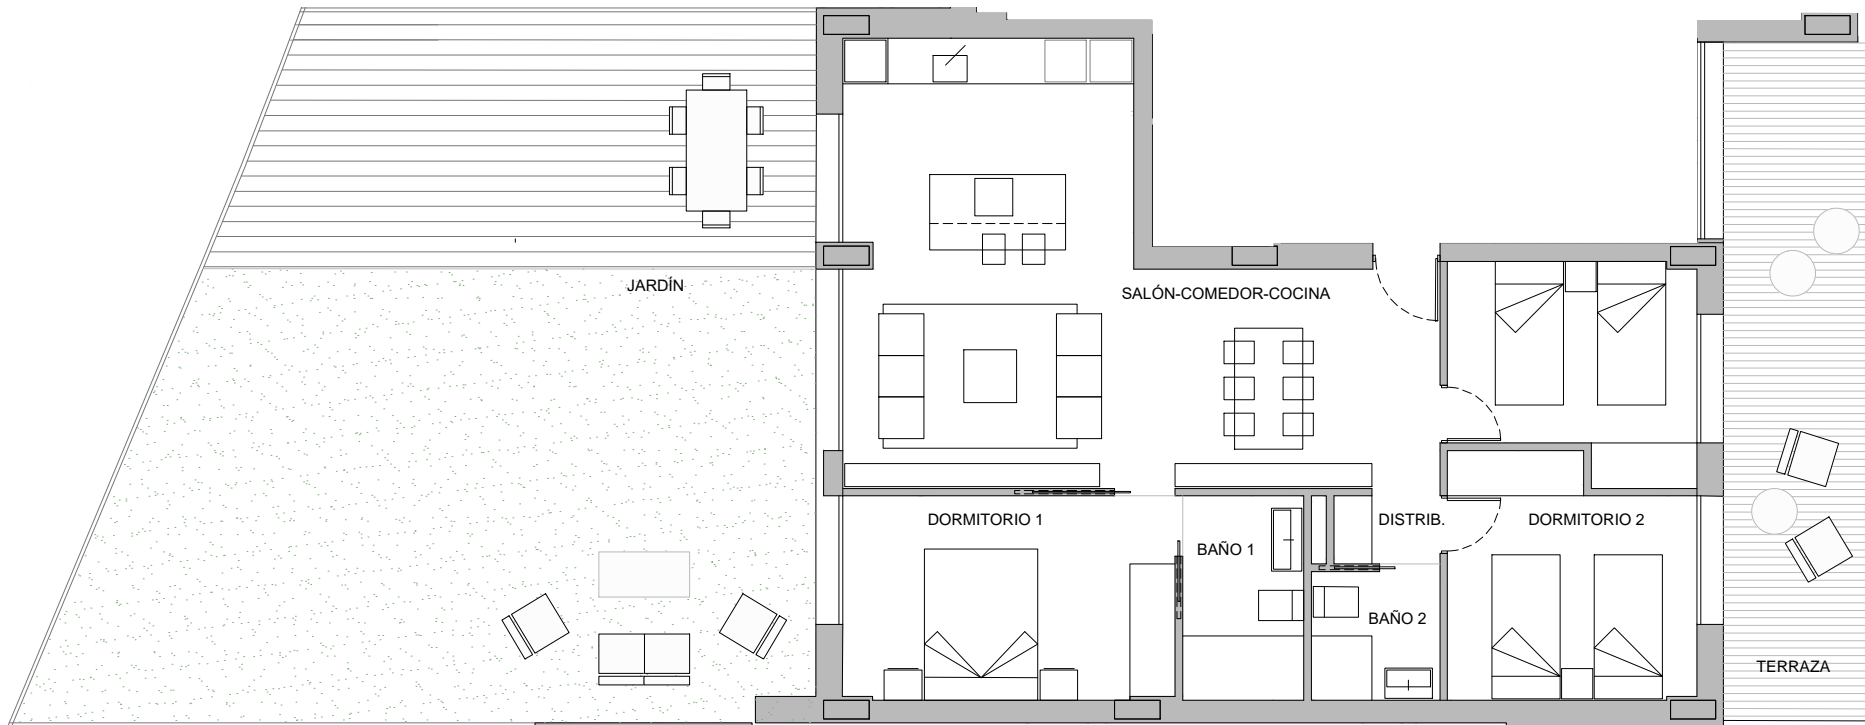 JARDÍN
SALÓN-COMEDOR-COCINA
DORMITORIO 1
BAÑO 1
DISTRIB.
DORMITORIO 2
BAÑO 2
TERRAZA